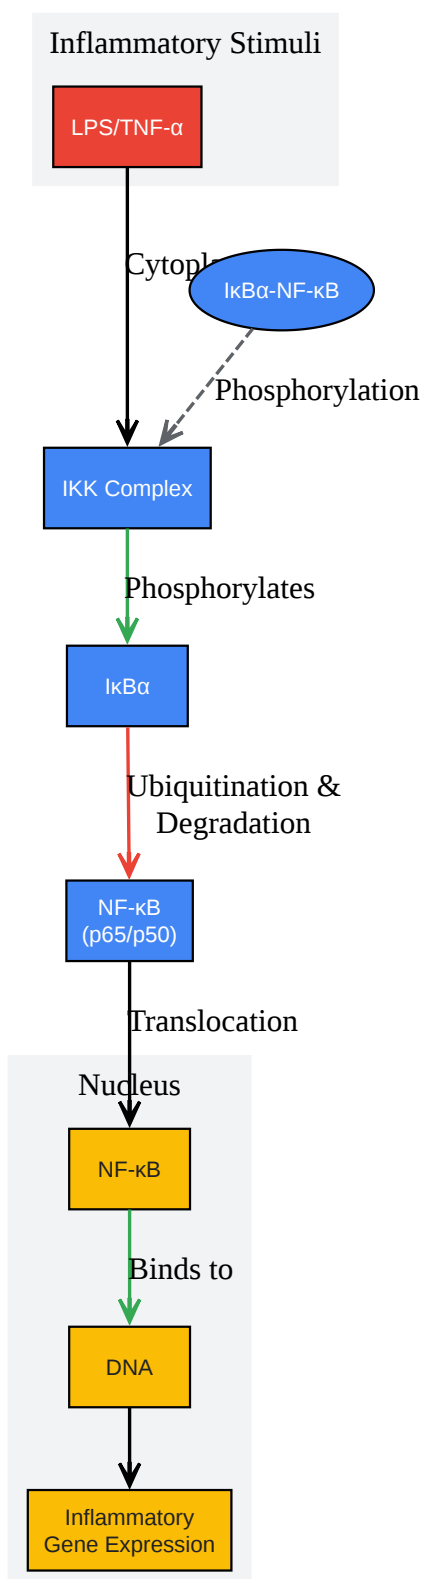 Inflammatory Stimuli
LPS/TNF-α
IκBα-NF-κB
Phosphorylation
IKK Complex
Phosphorylates
IκBα
Ubiquitination &
Degradation
NF-κB
(p65/p50)
Translocation
Nucleus
NF-κB
Binds to
DNA
Inflammatory
Gene Expression